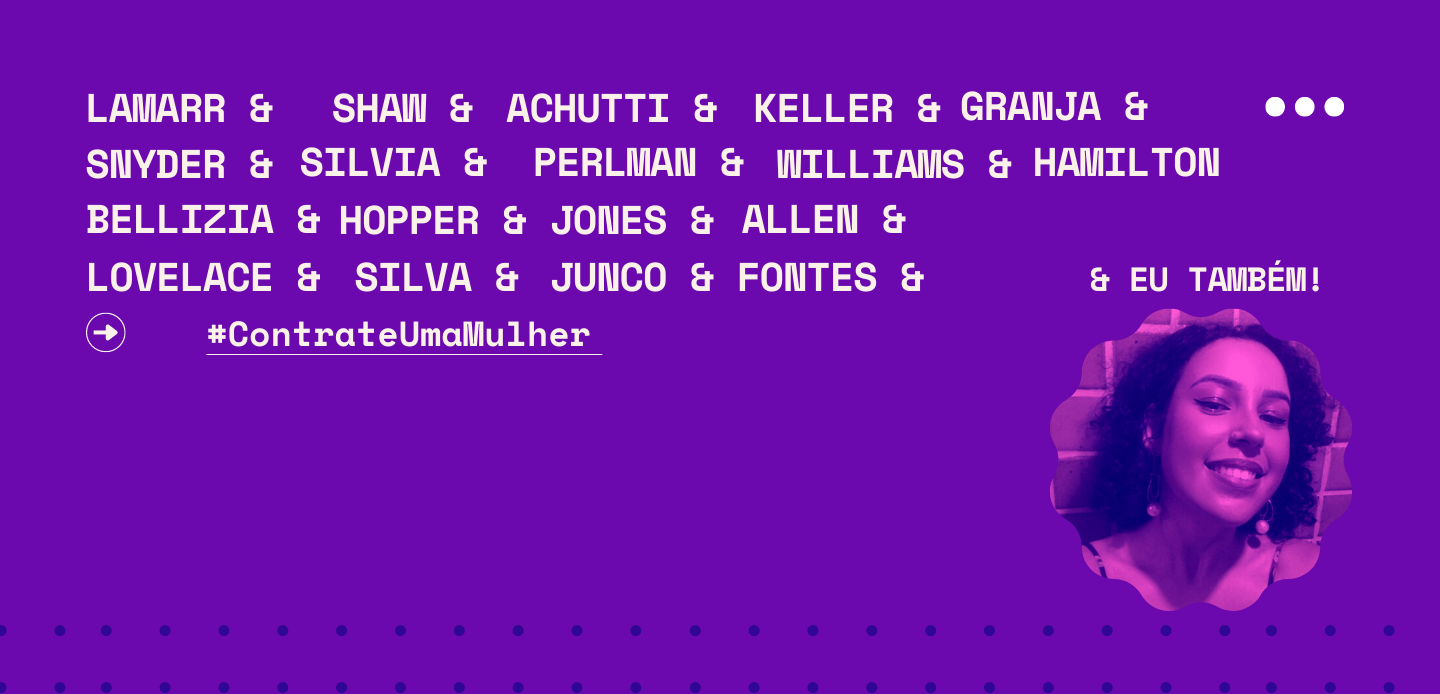 LAMARR & SHAW & ACHUTTI & KELLER & GRANJA &
SNYDER & SILVIA & PERLMAN & WILLIAMS & HAMILTON
BELLIZIA & HOPPER & JONES & ALLEN &
LOVELACE & SILVA & JUNCO & FONTES &
& EU TAMBÉM!
#ContrateUmaMulher